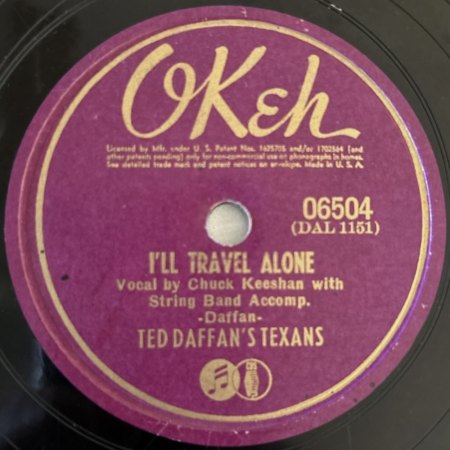 OKeh
Licensed by Mfr. under U. S. Patent Nos. 1625705 and/or 1702564 (and
other patents pending) only for non-commercial use on phonographs in homes.
See detailed trade mark and patent notices on envelope. Made in U. S. A.
06504
(DAL 1151)
I'LL TRAVEL ALONE
Vocal by Chuck Keeshan with
String Band Accomp.
-Daffan-
TED DAFFAN'S TEXANS
CBS